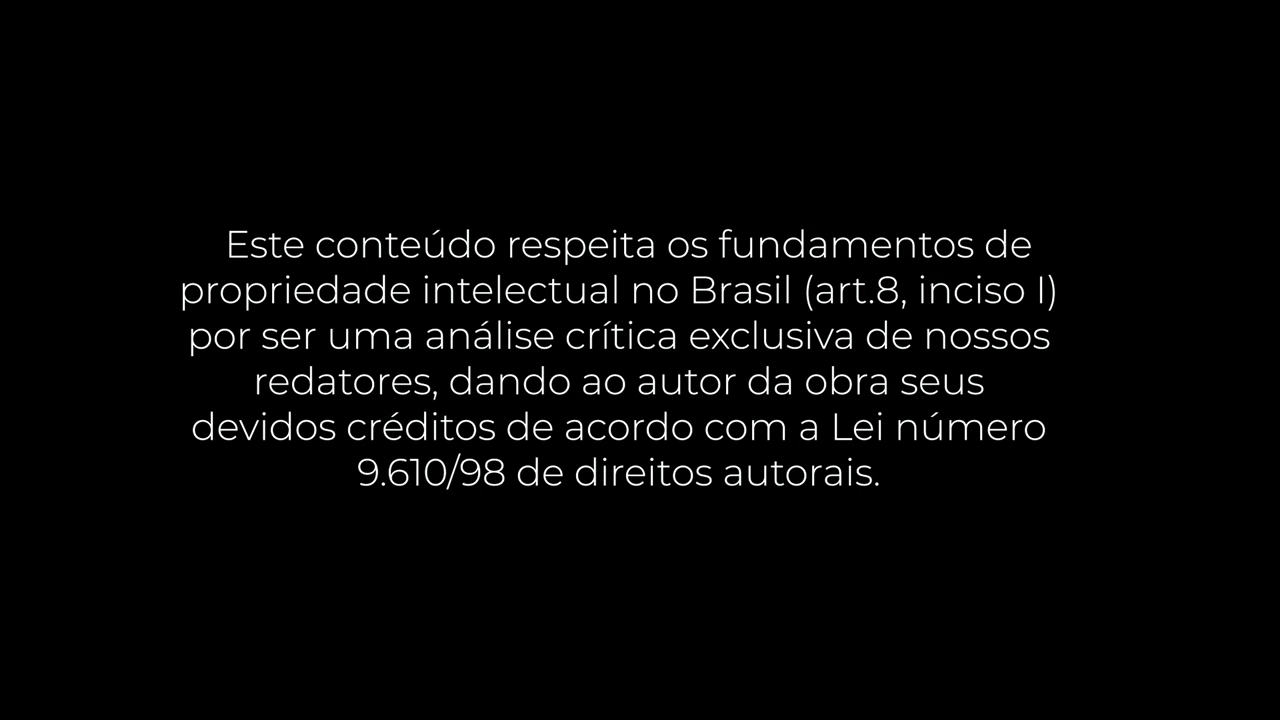 Este conteúdo respeita os fundamentos de
propriedade intelectual no Brasil (art.8, inciso I)
por ser uma análise crítica exclusiva de nossos
redatores, dando ao autor da obra seus
devidos créditos de acordo com a Lei número
9.610/98 de direitos autorais.